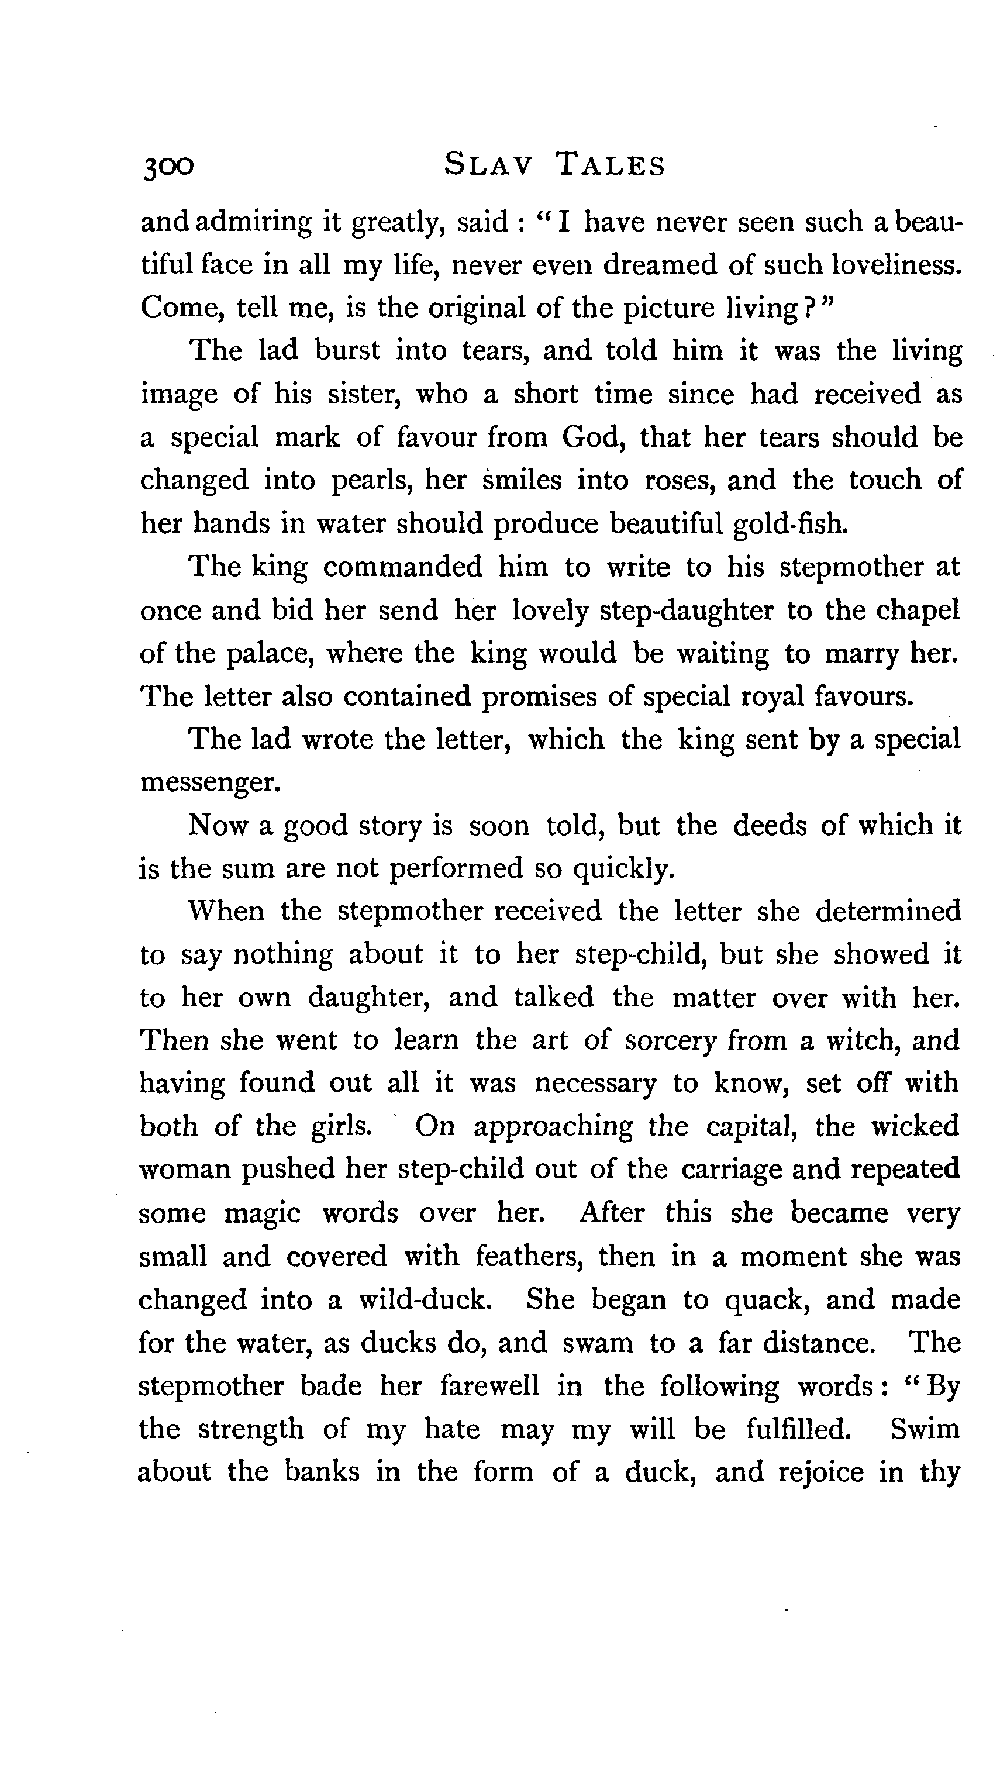 300 SLAV TALES
and admiring it greatly, said : “ I have never seen such a beau-
tiful face in all my life, never even dreamed of such loveliness.
Come, tell me, is the original of the picture living ? ”
The lad burst into tears, and told him it was the living
image of his sister, who a short time since had received as
a special mark of favour from God, that her tears should be
changed into pearls, her smiles into roses, and the touch of
her hands in water should produce beautiful gold-fish.
The king commanded him to write to his stepmother at
once and bid her send her lovely step-daughter to the chapel
of the palace, where the king would be waiting to marry her.
The letter also contained promises of special royal favours.
The lad wrote the letter, which the king sent by a special
messenger.
Now a good story is soon told, but the deeds of which it
is the sum are not performed so quickly.
When the stepmother received the letter she determined
to say nothing about it to her step-child, but she showed it
to her own daughter, and talked the matter over with her.
Then she went to learn the art of sorcery from a witch, and
having found out all it was necessary to know, set off with
both of the girls. On approaching the capital, the wicked
woman pushed her step-child out of the carriage and repeated
some magic words over her. After this she became very
small and covered with feathers, then in a moment she was
changed into a wild-duck. She began to quack, and made
for the water, as ducks do, and swam to a far distance. The
stepmother bade her farewell in the following words : “ By
the strength of my hate may my will be fulfilled. Swim
about the banks in the form of a duck, and rejoice in thy